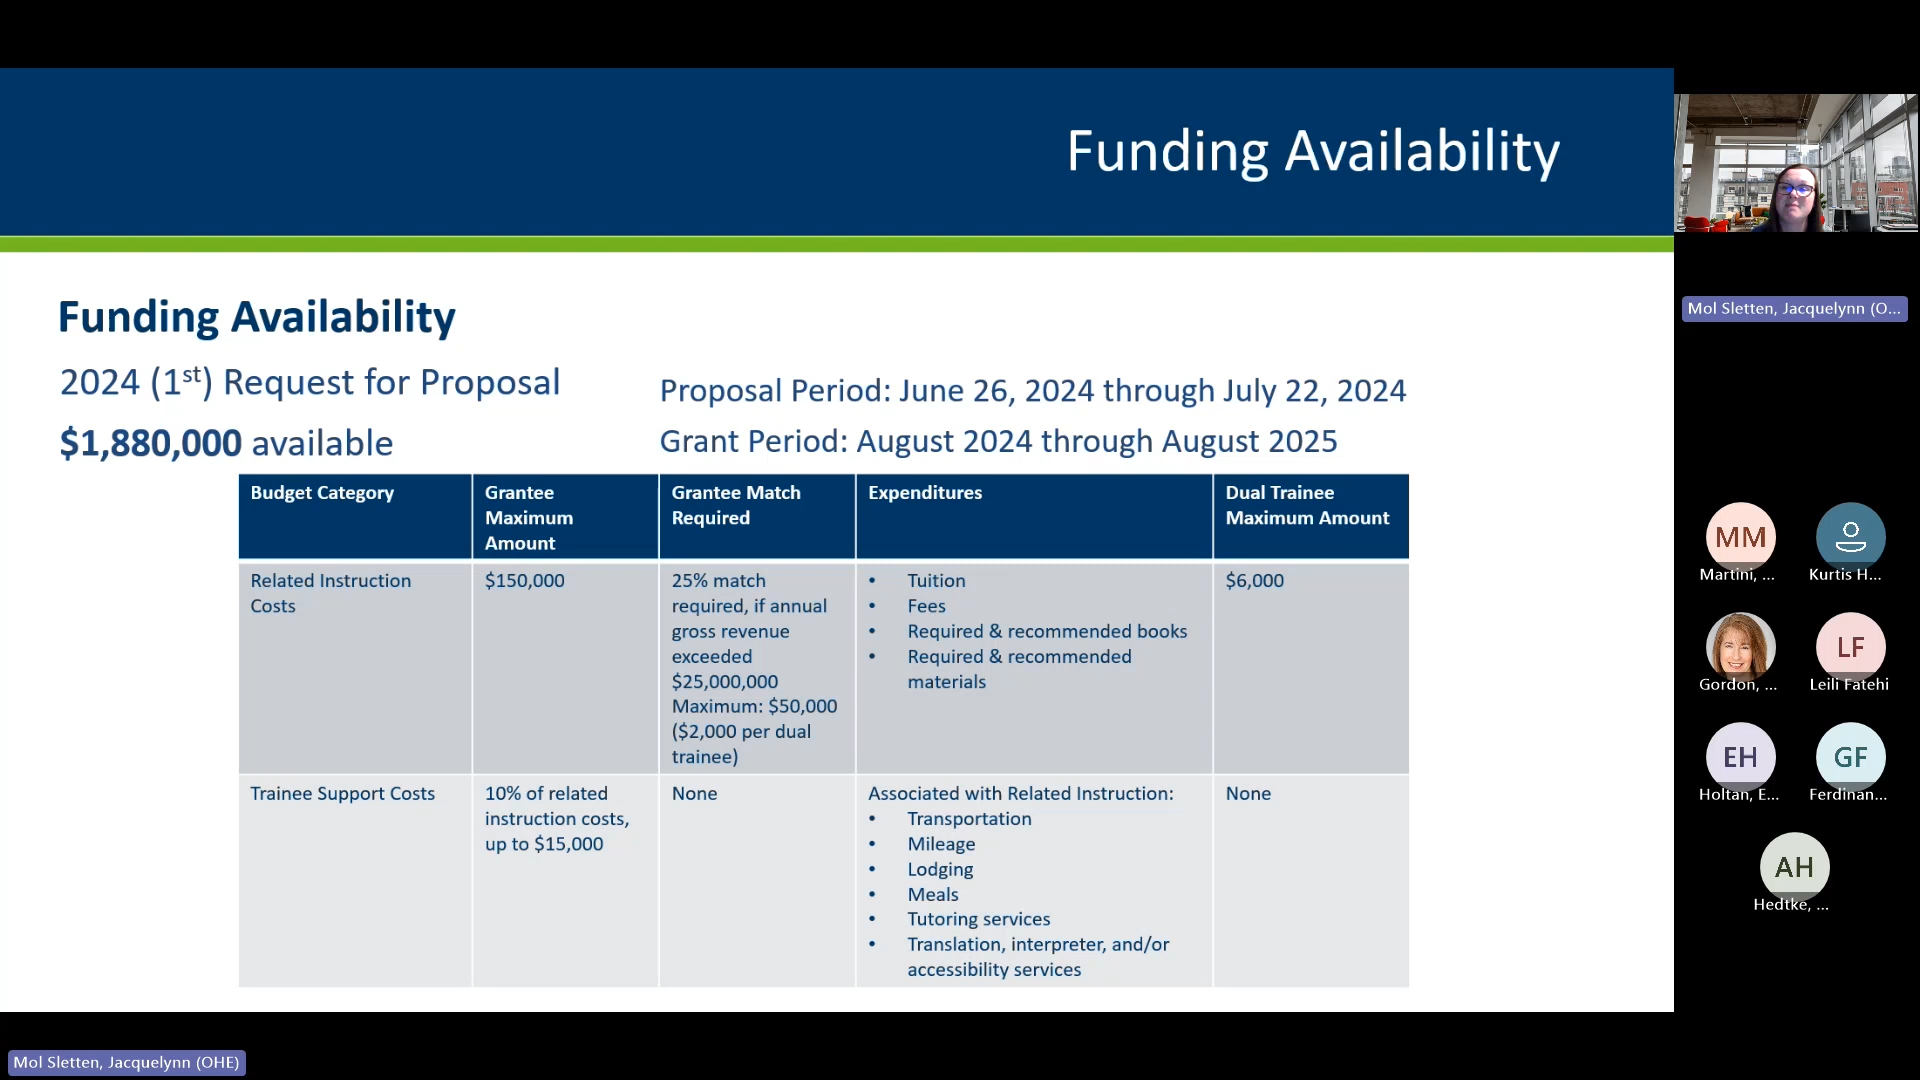 Funding Availability
Funding Availability
2024 (1st) Request for Proposal
$1,880,000 available
Proposal Period: June 26, 2024 through July 22, 2024
Grant Period: August 2024 through August 2025
Budget Category
Grantee
Maximum
Amount
Grantee Match
Required
Expenditures
Dual Trainee
Maximum Amount
Related Instruction
Costs
$150,000
25% match
required, if annual
gross revenue
exceeded
$25,000,000
Maximum: $50,000
($2,000 per dual
trainee)
• Tuition
• Fees
• Required & recommended books
• Required & recommended
materials
$6,000
Trainee Support Costs
10% of related
instruction costs,
up to $15,000
None
Associated with Related Instruction:
• Transportation
• Mileage
• Lodging
• Meals
• Tutoring services
• Translation, interpreter, and/or
accessibility services
None
Mol Sletten, Jacquelynn (O...
MM
Martini, ...
Kurtis H...
Gordon, ...
LF
Leili Fatehi
EH
Holtan, E...
GF
Ferdinan...
AH
Hedtke, ...
Mol Sletten, Jacquelynn (OHE)